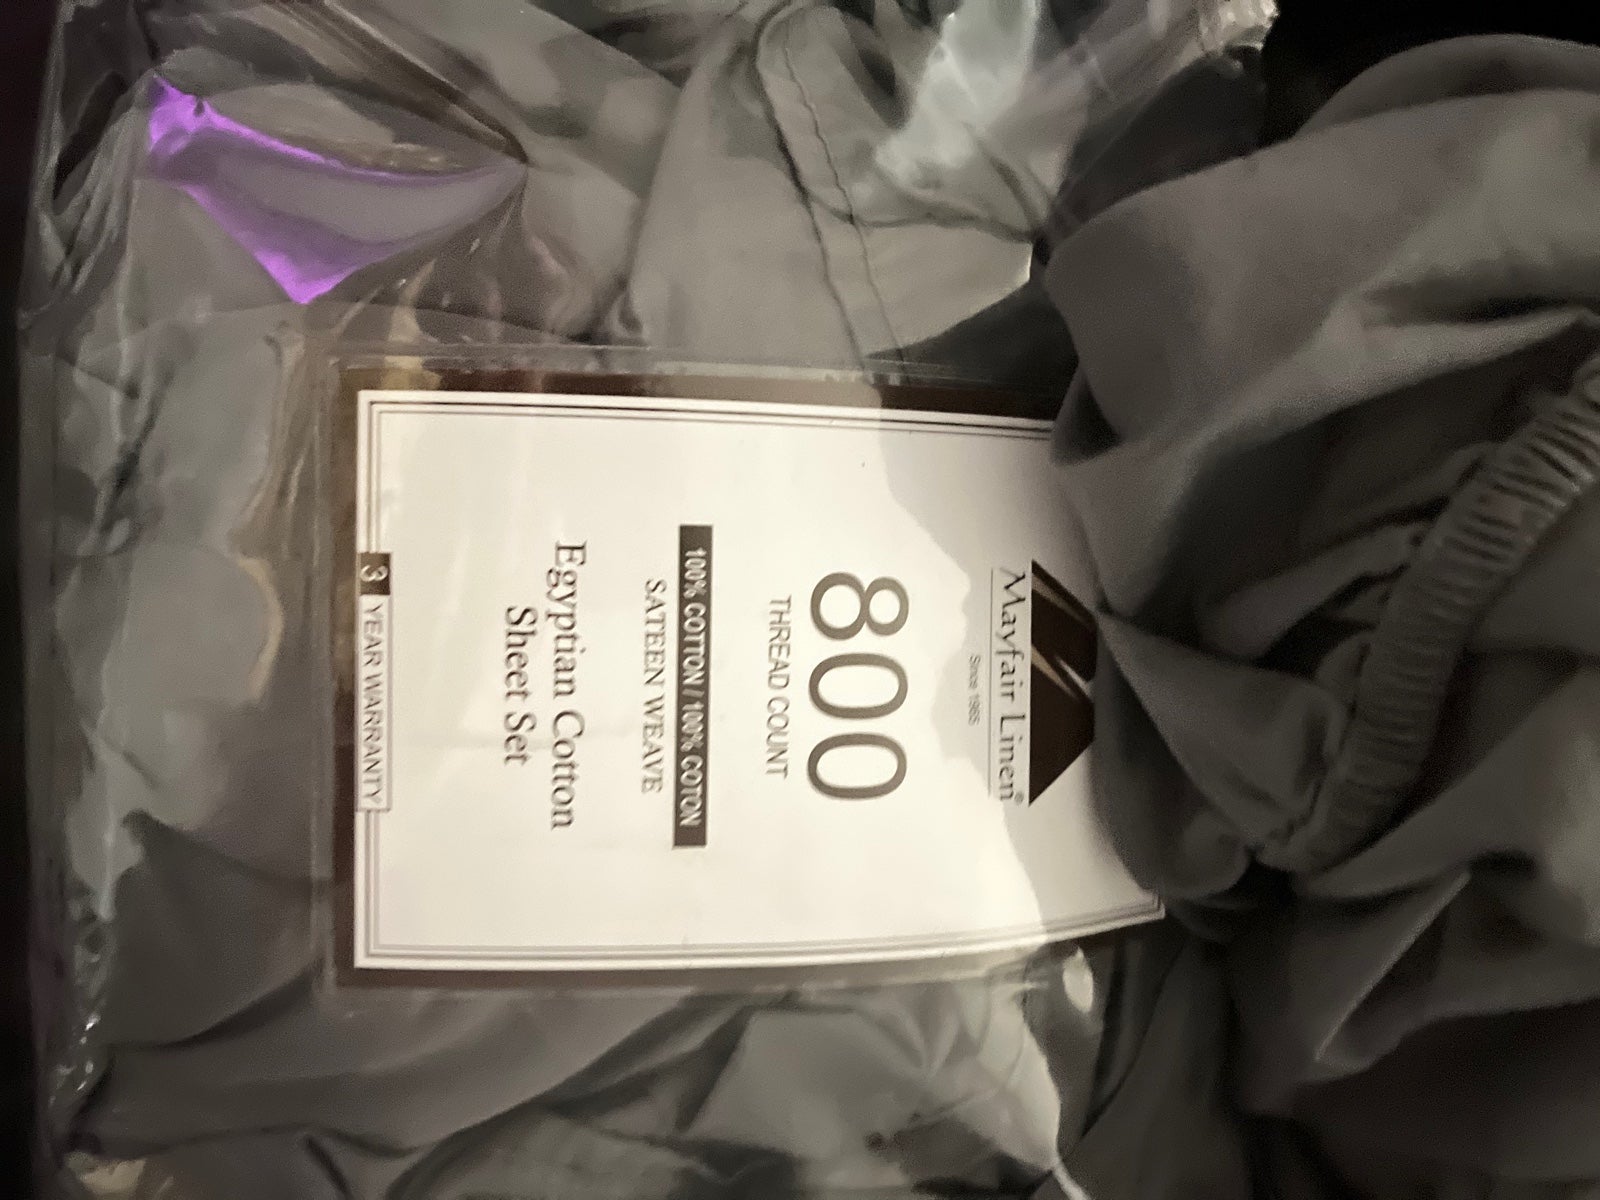 Mayfair Linen®
Since 1965
800
THREAD COUNT
100% COTTON / 100% COTON
SATEEN WEAVE
Egyptian Cotton
Sheet Set
3 YEAR WARRANTY